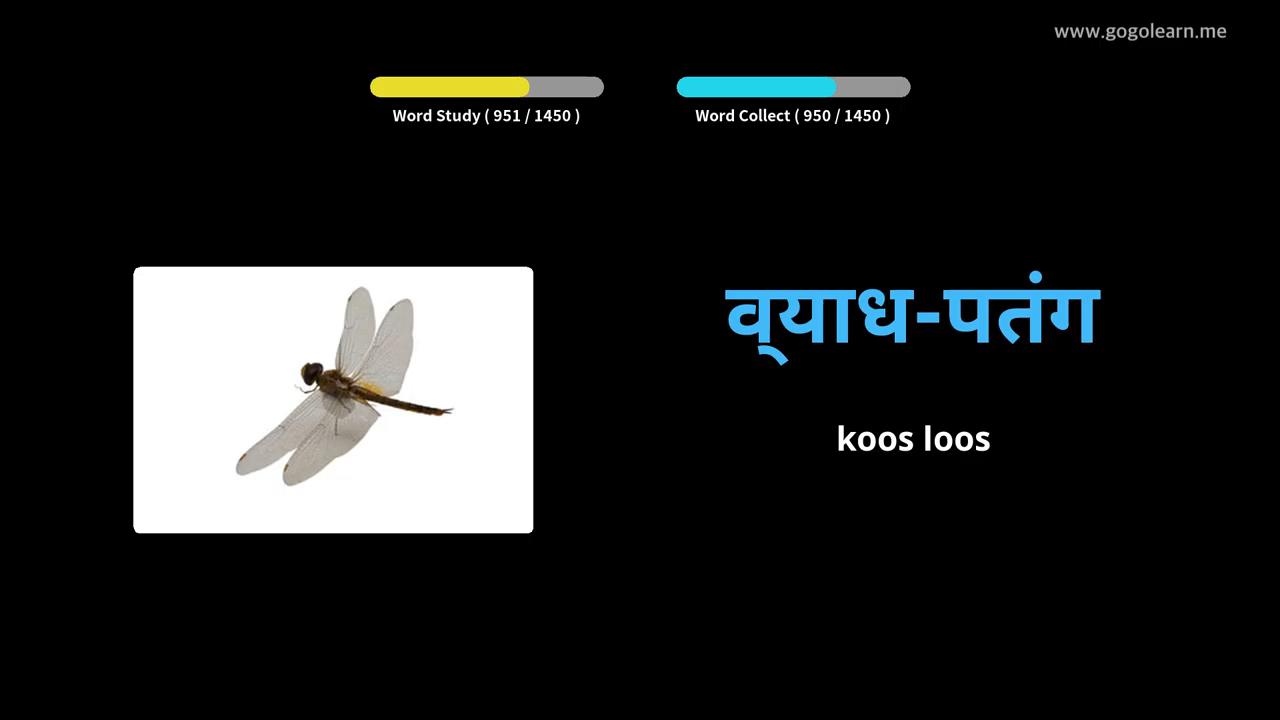 www.gogolearn.me
Word Study ( 951 / 1450 )
Word Collect ( 950 / 1450 )
व्‌याध-पतंग
koos loos